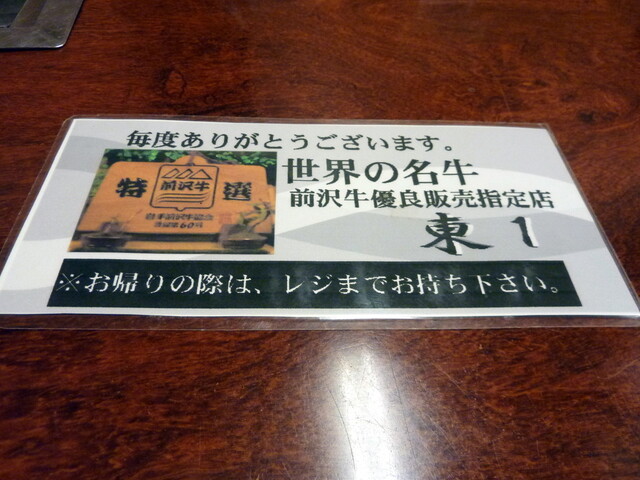 毎度ありがとうございます。
世界の名牛
前沢牛優良販売指定店
東 1
特 前沢牛 選
※お帰りの際は、レジまでお持ち下さい。